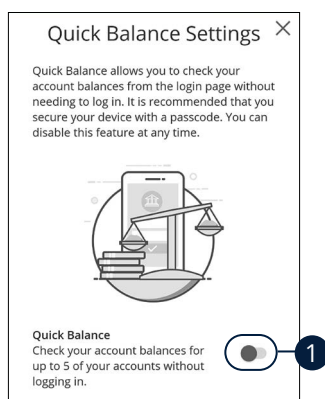 Quick Balance Settings
Quick Balance allows you to check your
account balances from the login page without
needing to log in. It is recommended that you
secure your device with a passcode. You can
disable this feature at any time.
Quick Balance
Check your account balances for
up to 5 of your accounts without
logging in.
1